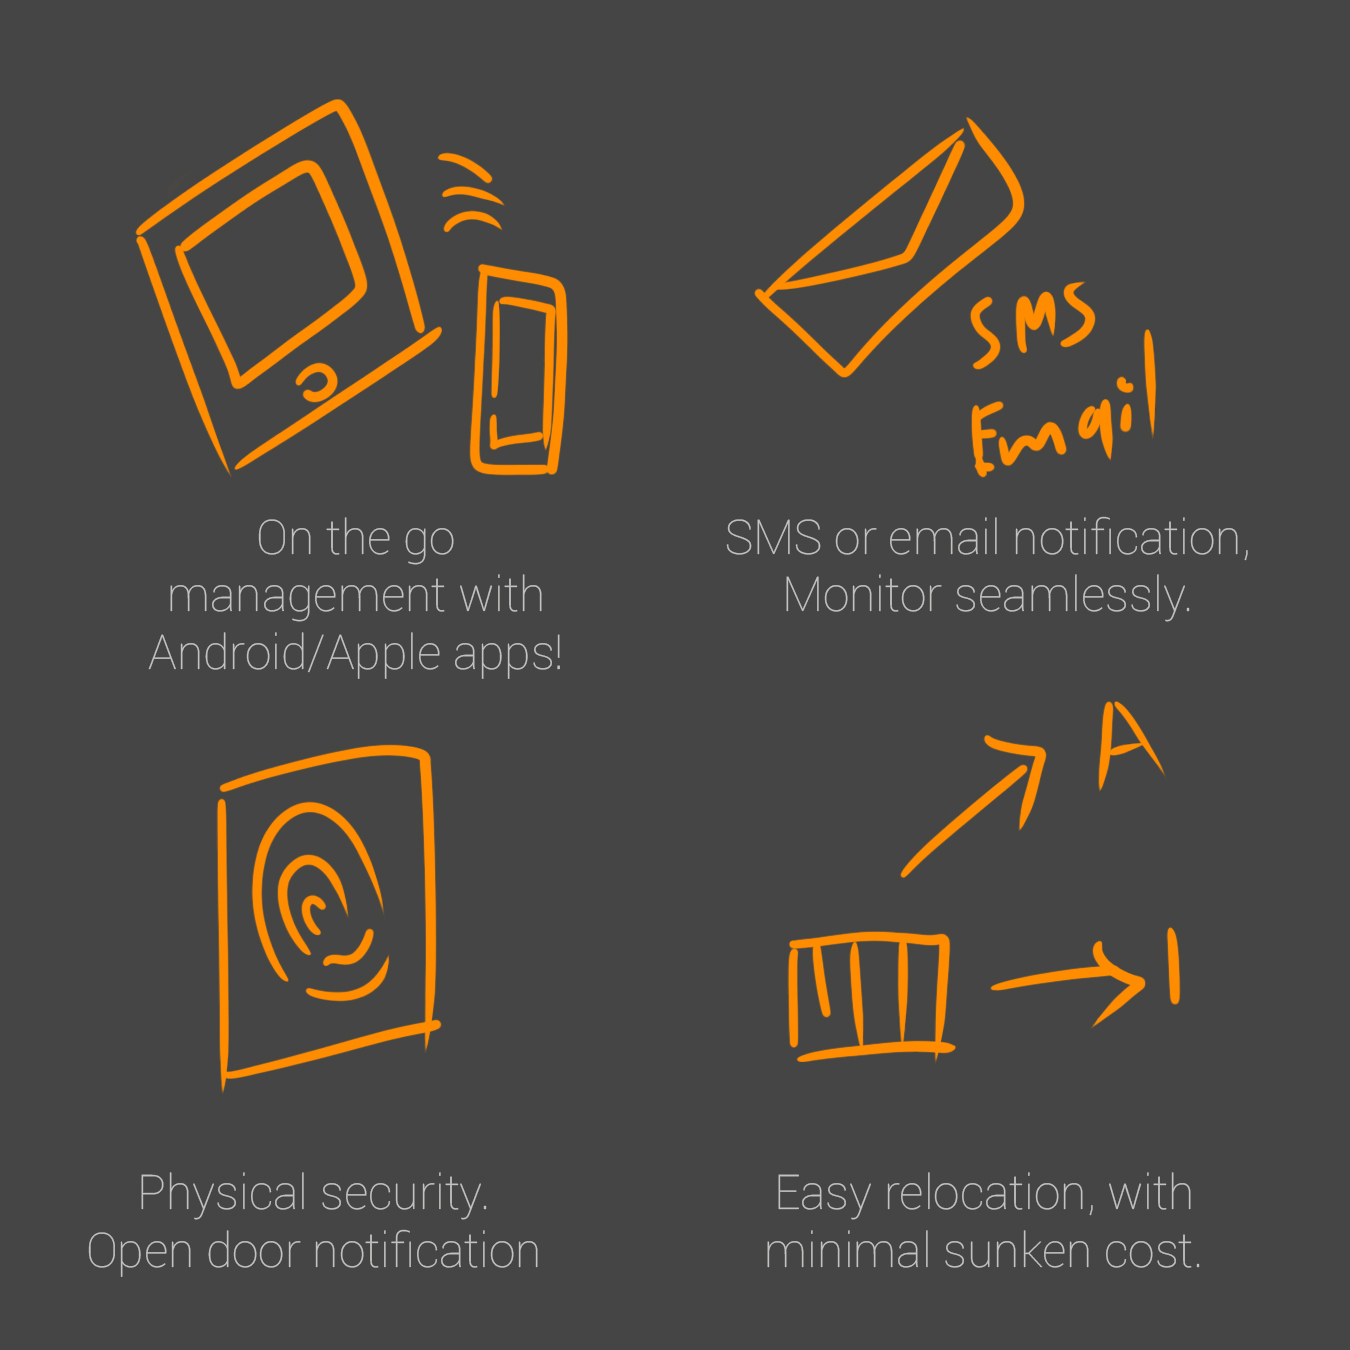 SMS
Email
On the go
management with
Android/Apple apps!
SMS or email notification,
Monitor seamlessly.
A
1
Physical security.
Open door notification
Easy relocation, with
minimal sunken cost.